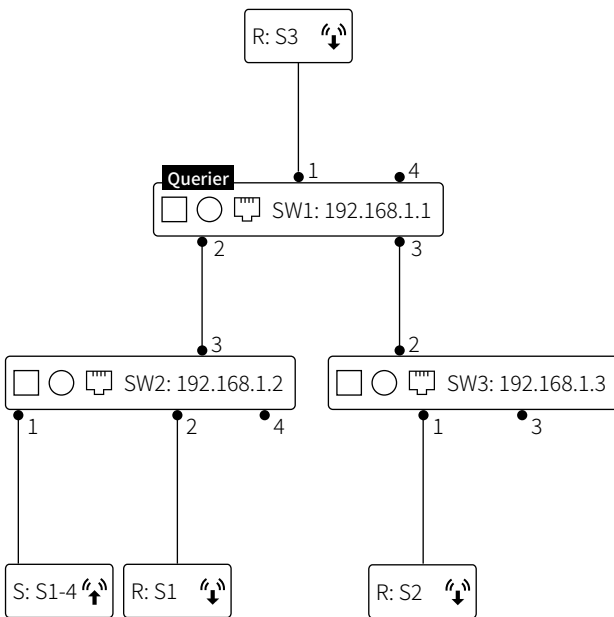 R: S3
1
4
Querier
SW1: 192.168.1.1
2
3
3
2
SW2: 192.168.1.2
SW3: 192.168.1.3
1
2
4
1
3
S: S1-4
R: S1
R: S2